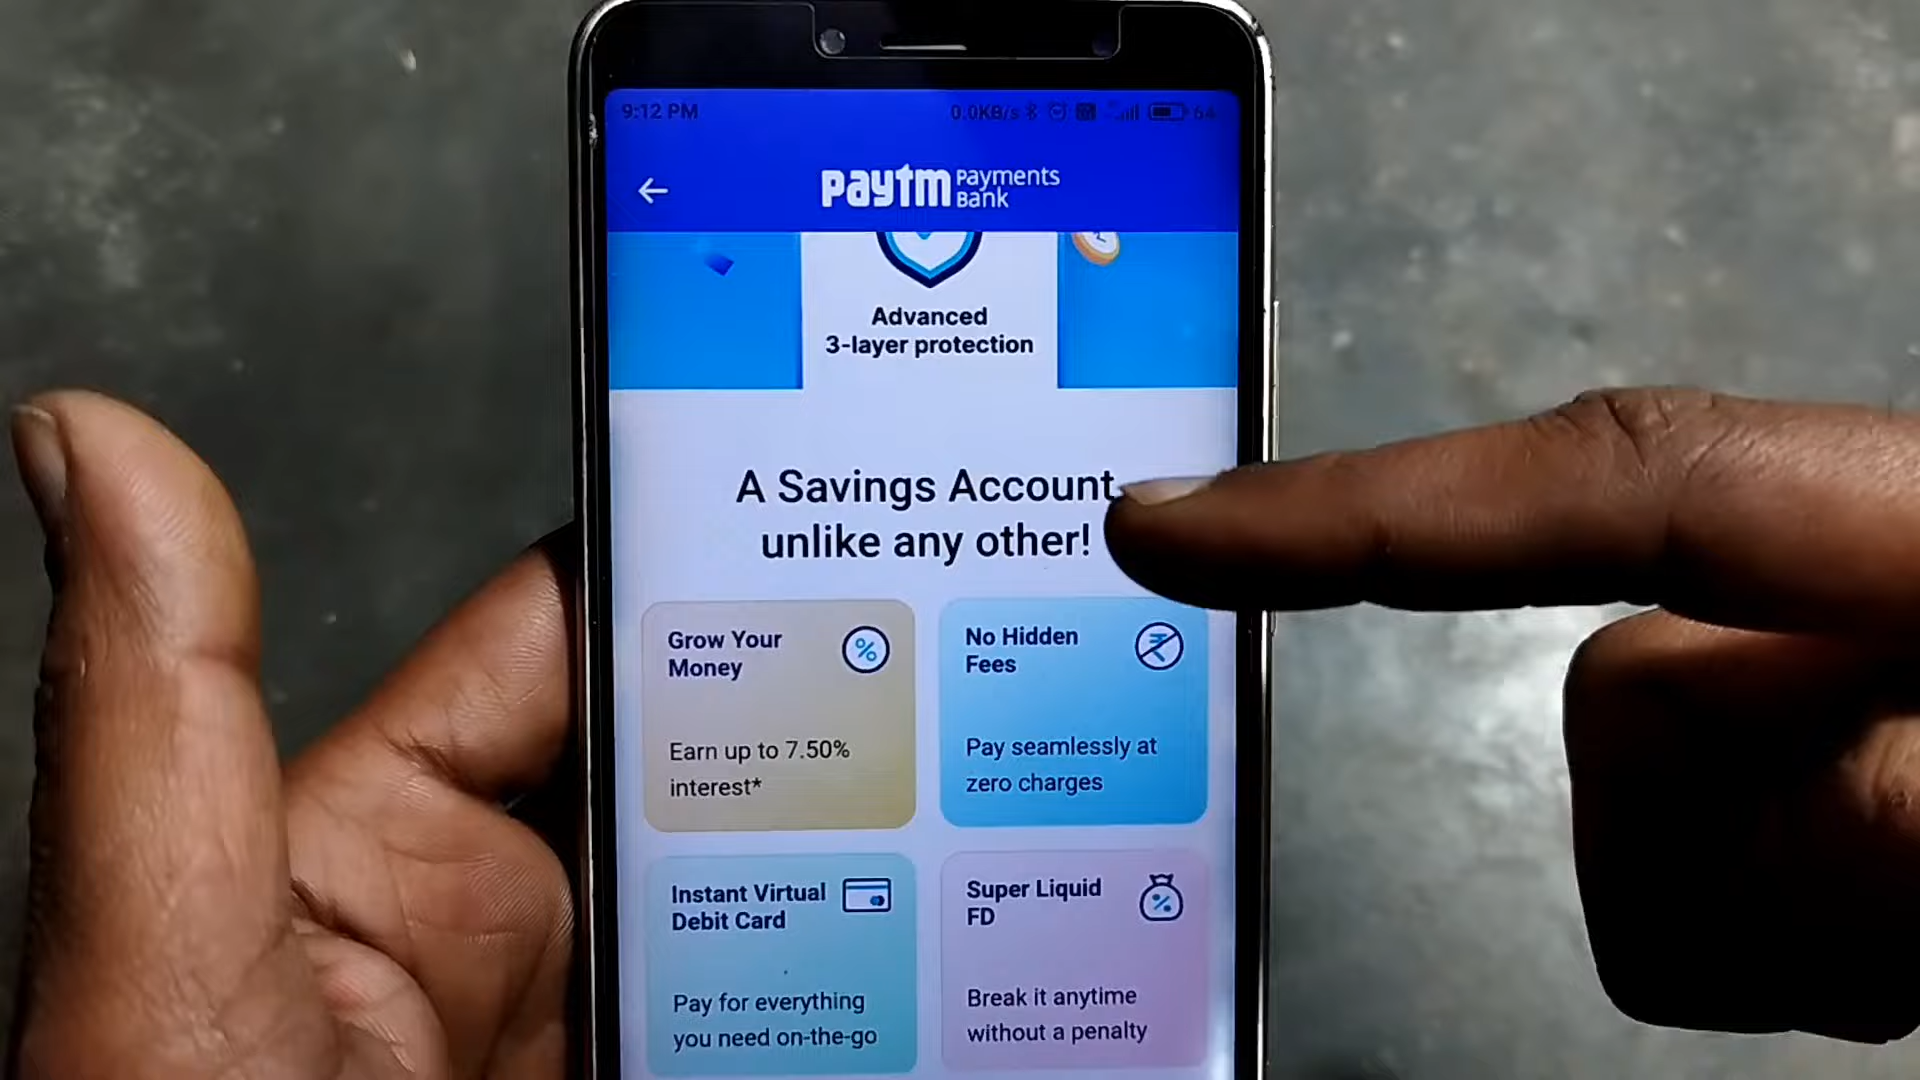 9:12 PM
0.0KB/s
64
paytm Payments
Bank
Advanced
3-layer protection
A Savings Account
unlike any other!
Grow Your
Money
%
Earn up to 7.50%
interest*
No Hidden
Fees
₹
Pay seamlessly at
zero charges
Instant Virtual
Debit Card
Pay for everything
you need on-the-go
Super Liquid
FD
%
Break it anytime
without a penalty